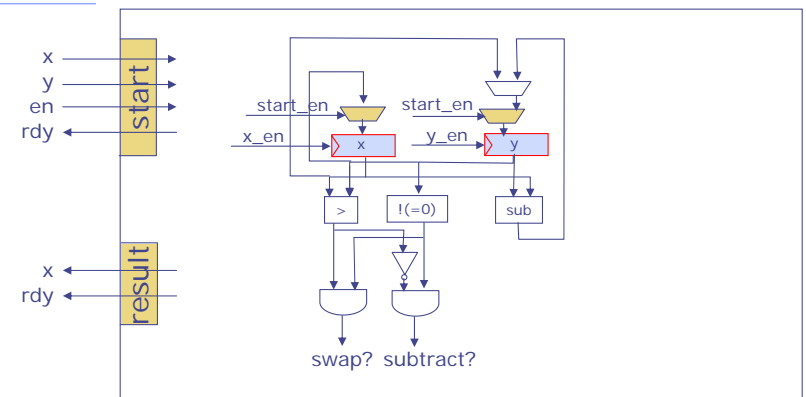 x
y
en
rdy
start
start_en
start_en
x_en
y_en
x
y
>
!(=0)
sub
x
rdy
result
swap?
subtract?